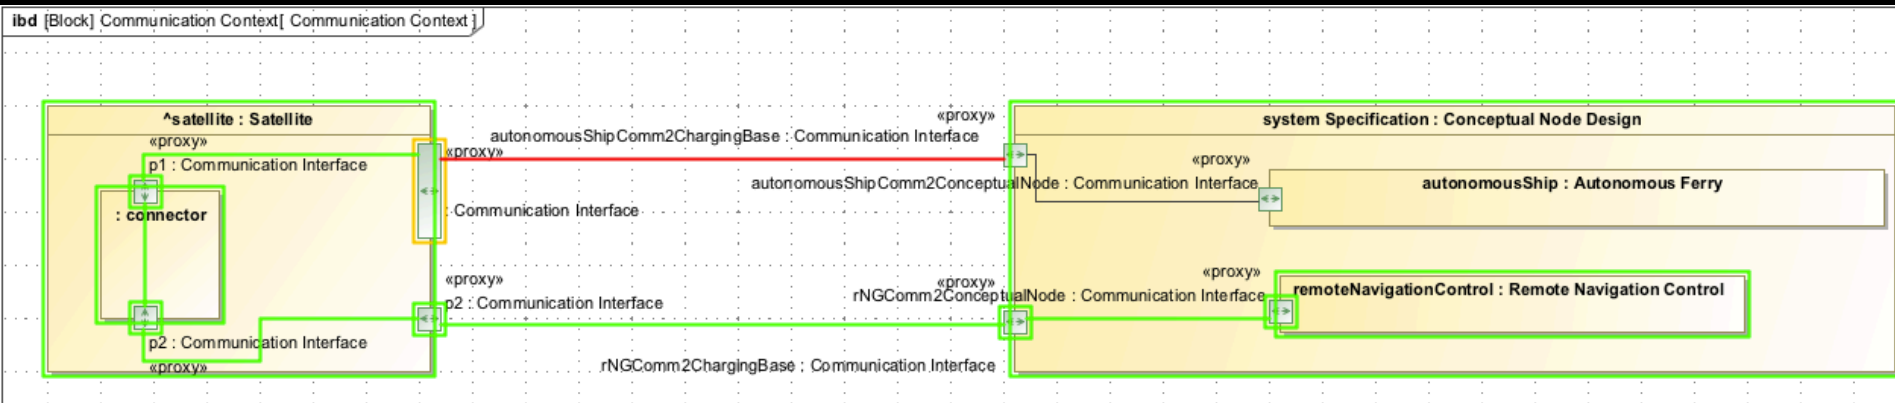 ibd [Block] Communication Context[ Communication Context ]
^satellite : Satellite
«proxy»
p1 : Communication Interface
: connector
p2 : Communication Interface
«proxy»
«proxy»
autonomousShipComm2ChargingBase : Communication Interface
«proxy»
: Communication Interface
«proxy»
p2 : Communication Interface
«proxy»
rNGComm2ChargingBase : Communication Interface
system Specification : Conceptual Node Design
«proxy»
autonomousShipComm2ConceptualNode : Communication Interface
autonomousShip : Autonomous Ferry
«proxy»
rNGComm2ConceptualNode : Communication Interface
remoteNavigationControl : Remote Navigation Control